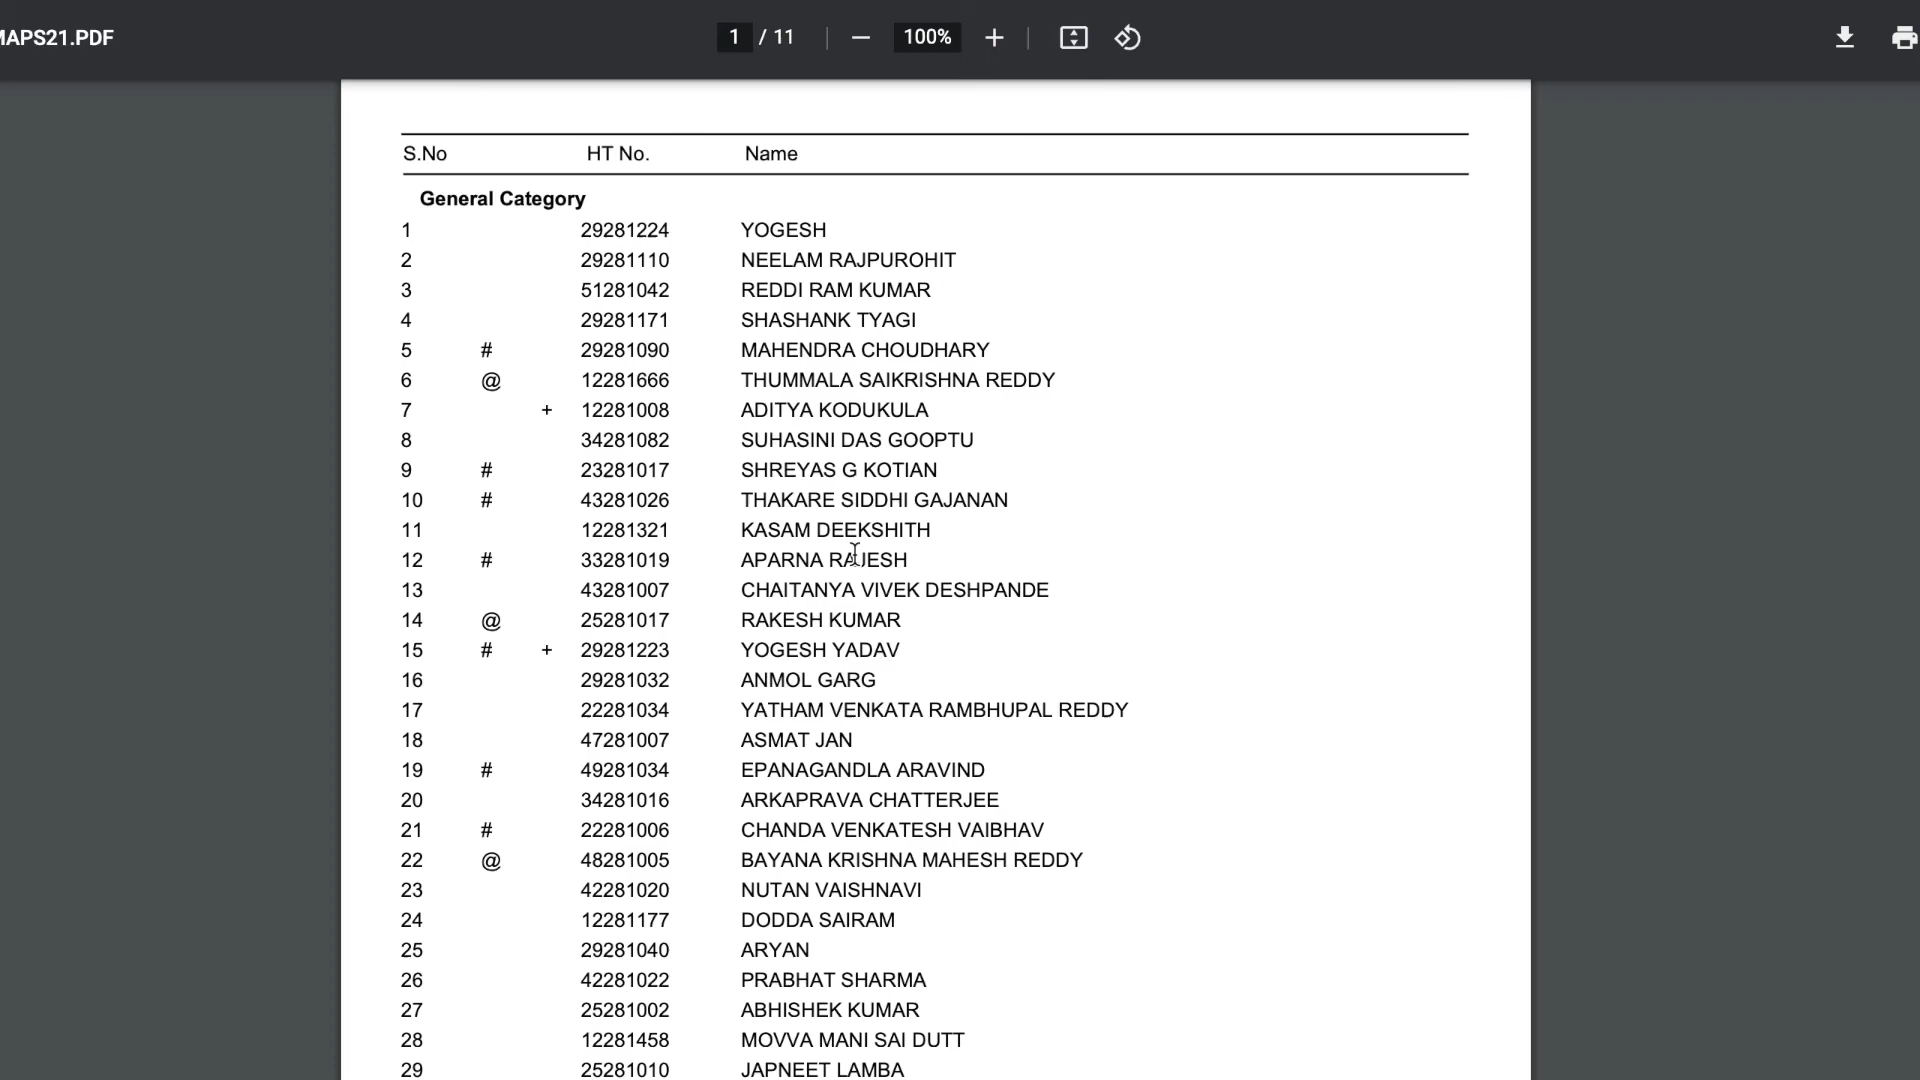 MAPS21.PDF
1 / 11 100%
S.No HT No. Name
General Category
1 29281224 YOGESH
2 29281110 NEELAM RAJPUROHIT
3 51281042 REDDI RAM KUMAR
4 29281171 SHASHANK TYAGI
5 # 29281090 MAHENDRA CHOUDHARY
6 @ 12281666 THUMMALA SAIKRISHNA REDDY
7 + 12281008 ADITYA KODUKULA
8 34281082 SUHASINI DAS GOOPTU
9 # 23281017 SHREYAS G KOTIAN
10 # 43281026 THAKARE SIDDHI GAJANAN
11 12281321 KASAM DEEKSHITH
12 # 33281019 APARNA RAJESH
13 43281007 CHAITANYA VIVEK DESHPANDE
14 @ 25281017 RAKESH KUMAR
15 # + 29281223 YOGESH YADAV
16 29281032 ANMOL GARG
17 22281034 YATHAM VENKATA RAMBHUPAL REDDY
18 47281007 ASMAT JAN
19 # 49281034 EPANAGANDLA ARAVIND
20 34281016 ARKAPRAVA CHATTERJEE
21 # 22281006 CHANDA VENKATESH VAIBHAV
22 @ 48281005 BAYANA KRISHNA MAHESH REDDY
23 42281020 NUTAN VAISHNAVI
24 12281177 DODDA SAIRAM
25 29281040 ARYAN
26 42281022 PRABHAT SHARMA
27 25281002 ABHISHEK KUMAR
28 12281458 MOVVA MANI SAI DUTT
29 25281010 JAPNEET LAMBA